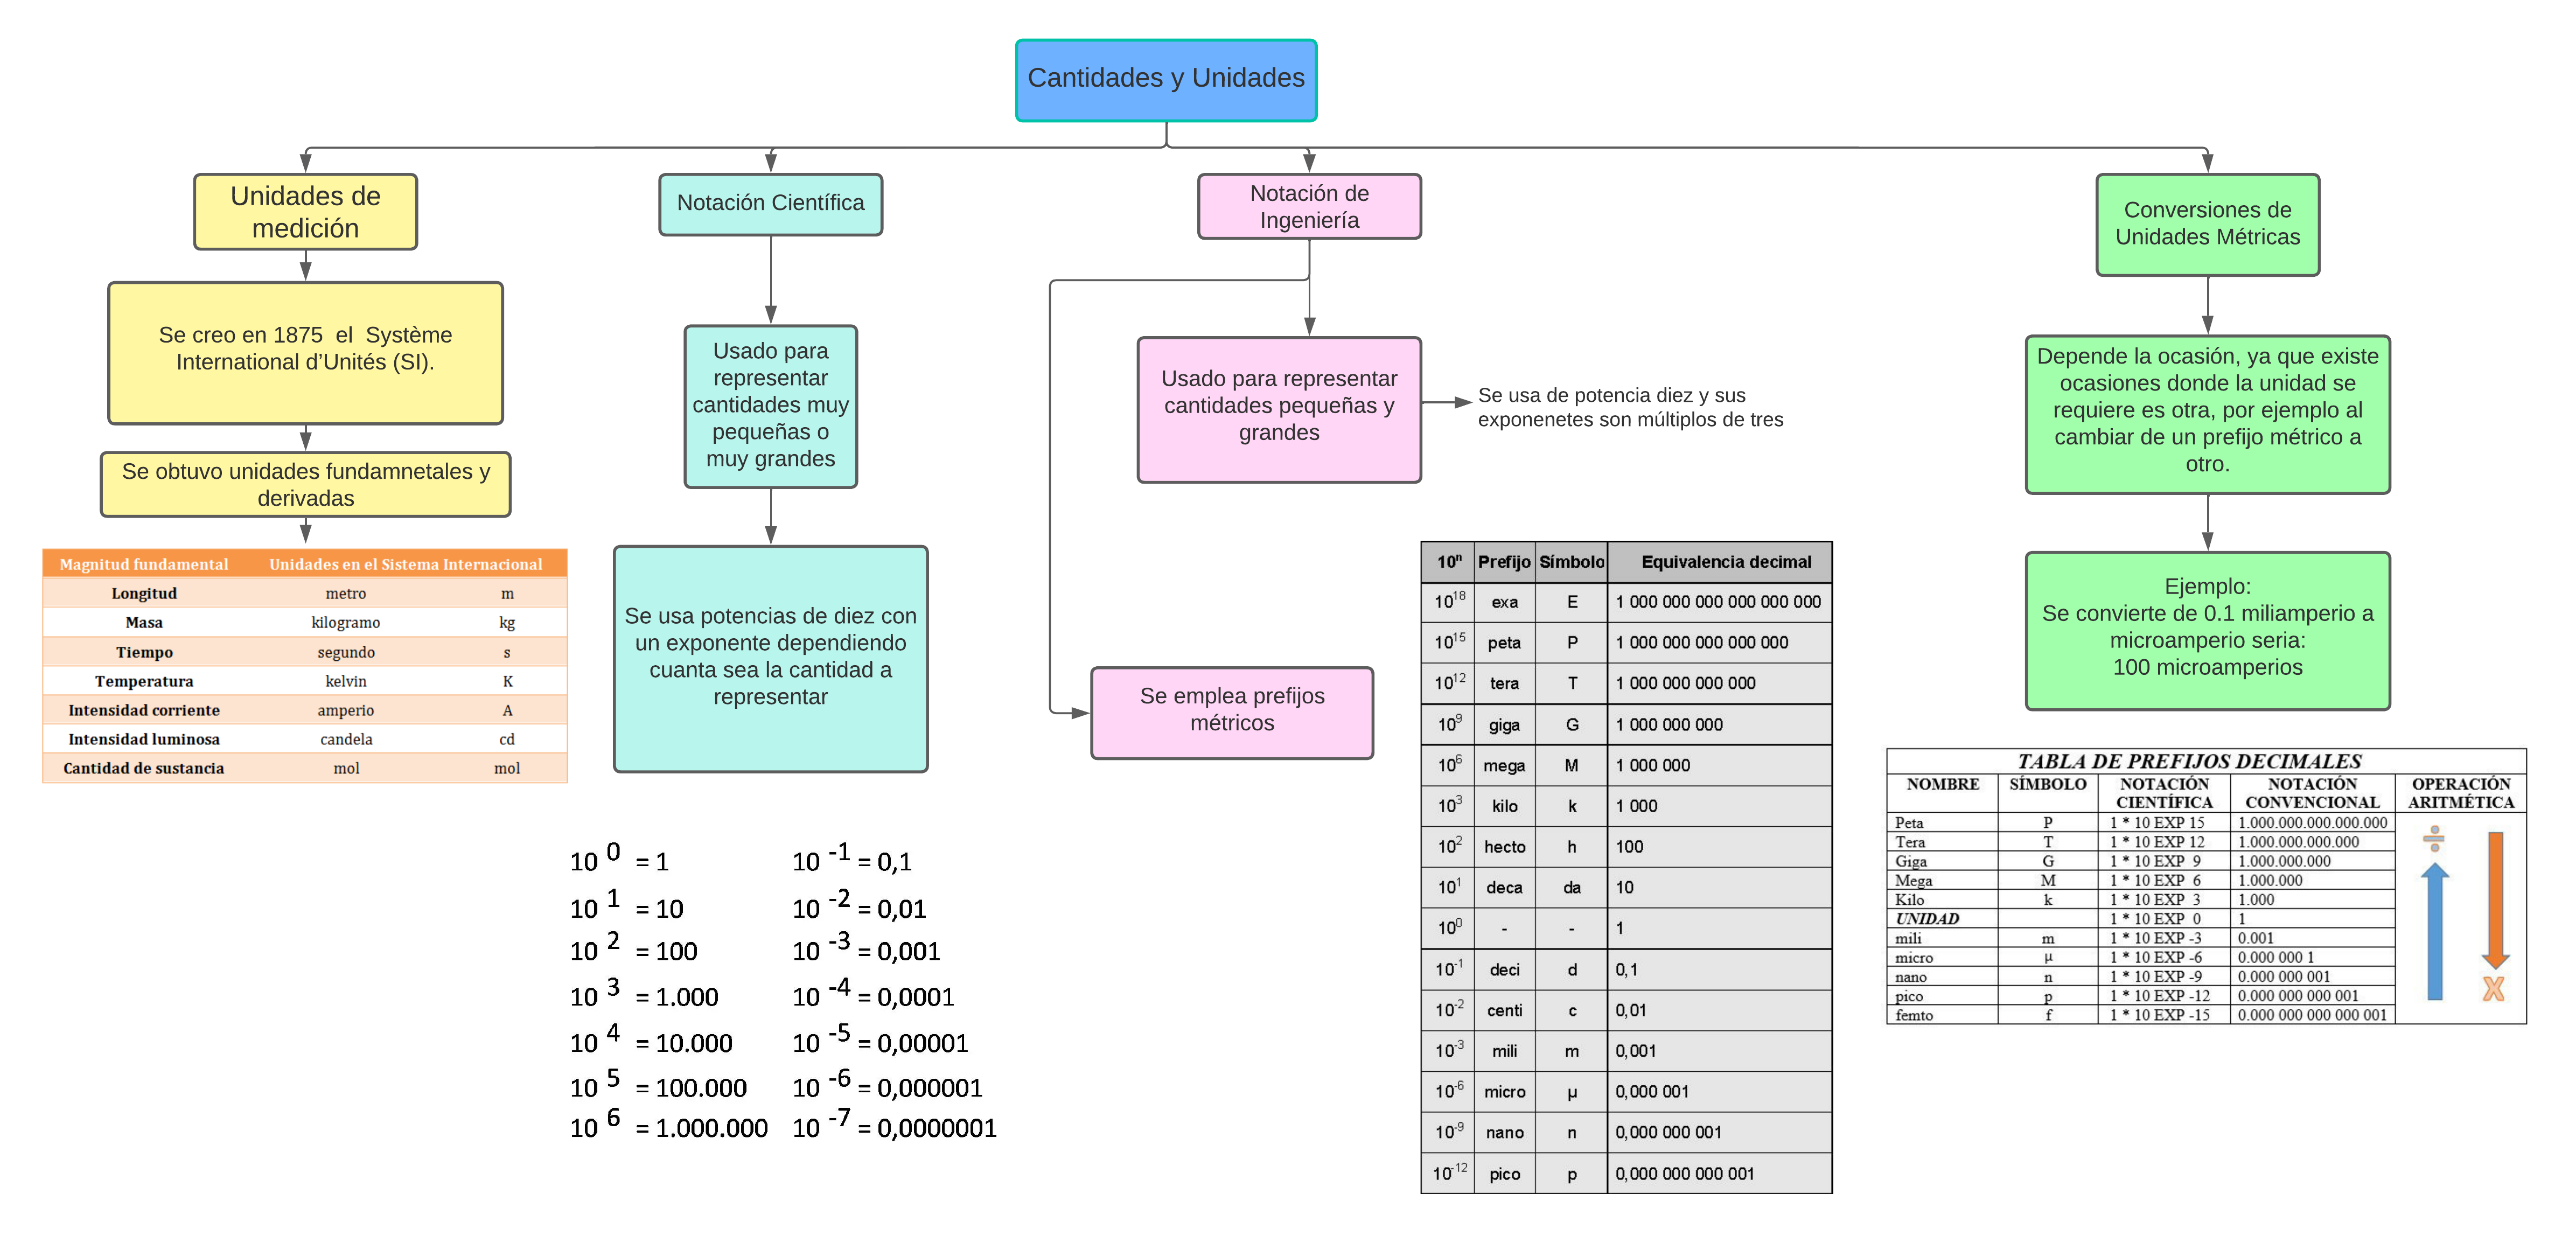 Cantidades y Unidades
Unidades de
medición
Se creo en 1875 el Système
International d’Unités (SI).
Se obtuvo unidades fundamnetales y
derivadas
Magnitud fundamental Unidades en el Sistema Internacional
Longitud metro m
Masa kilogramo kg
Tiempo segundo s
Temperatura kelvin K
Intensidad corriente amperio A
Intensidad luminosa candela cd
Cantidad de sustancia mol mol
Notación Científica
Usado para
representar
cantidades muy
pequeñas o
muy grandes
Se usa potencias de diez con
un exponente dependiendo
cuanta sea la cantidad a
representar
10 0 = 1 10 -1 = 0,1
10 1 = 10 10 -2 = 0,01
10 2 = 100 10 -3 = 0,001
10 3 = 1.000 10 -4 = 0,0001
10 4 = 10.000 10 -5 = 0,00001
10 5 = 100.000 10 -6 = 0,000001
10 6 = 1.000.000 10 -7 = 0,0000001
Notación de
Ingeniería
Usado para representar
cantidades pequeñas y
grandes
Se usa de potencia diez y sus
exponenetes son múltiplos de tres
Se emplea prefijos
métricos
10ⁿ Prefijo Símbolo Equivalencia decimal
10¹⁸ exa E 1 000 000 000 000 000 000
10¹⁵ peta P 1 000 000 000 000 000
10¹² tera T 1 000 000 000 000
10⁹ giga G 1 000 000 000
10⁶ mega M 1 000 000
10³ kilo k 1 000
10² hecto h 100
10¹ deca da 10
10⁰ - - 1
10⁻¹ deci d 0,1
10⁻² centi c 0,01
10⁻³ mili m 0,001
10⁻⁶ micro µ 0,000 001
10⁻⁹ nano n 0,000 000 001
10⁻¹² pico p 0,000 000 000 001
Conversiones de
Unidades Métricas
Depende la ocasión, ya que existe
ocasiones donde la unidad se
requiere es otra, por ejemplo al
cambiar de un prefijo métrico a
otro.
Ejemplo:
Se convierte de 0.1 miliamperio a
microamperio seria:
100 microamperios
TABLA DE PREFIJOS DECIMALES
NOMBRE SÍMBOLO NOTACIÓN CIENTÍFICA NOTACIÓN CONVENCIONAL OPERACIÓN ARITMÉTICA
Peta P 1 * 10 EXP 15 1.000.000.000.000.000
Tera T 1 * 10 EXP 12 1.000.000.000.000
Giga G 1 * 10 EXP 9 1.000.000.000
Mega M 1 * 10 EXP 6 1.000.000
Kilo k 1 * 10 EXP 3 1.000
UNIDAD 1 * 10 EXP 0 1
mili m 1 * 10 EXP -3 0.001
micro µ 1 * 10 EXP -6 0.000 000 1
nano n 1 * 10 EXP -9 0.000 000 001
pico p 1 * 10 EXP -12 0.000 000 000 001
femto f 1 * 10 EXP -15 0.000 000 000 000 001
÷
X